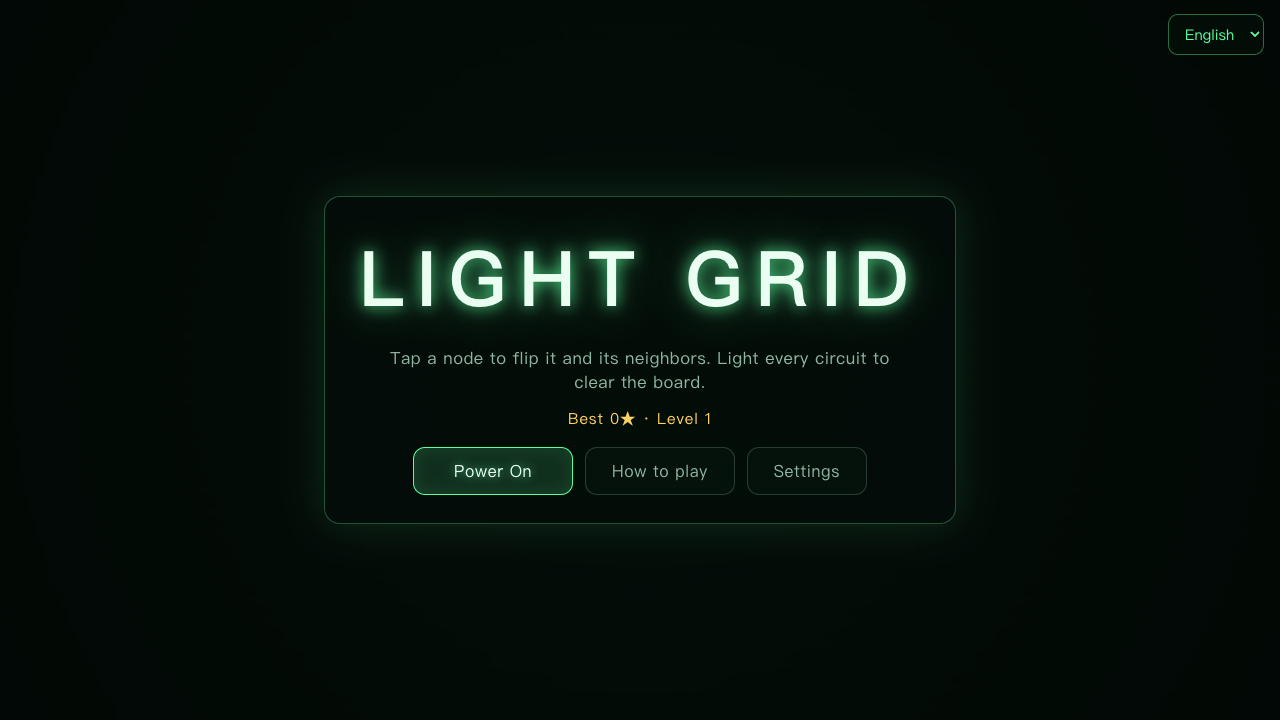 English
LIGHT GRID
Tap a node to flip it and its neighbors. Light every circuit to
clear the board.
Best 0★ · Level 1
Power On
How to play
Settings